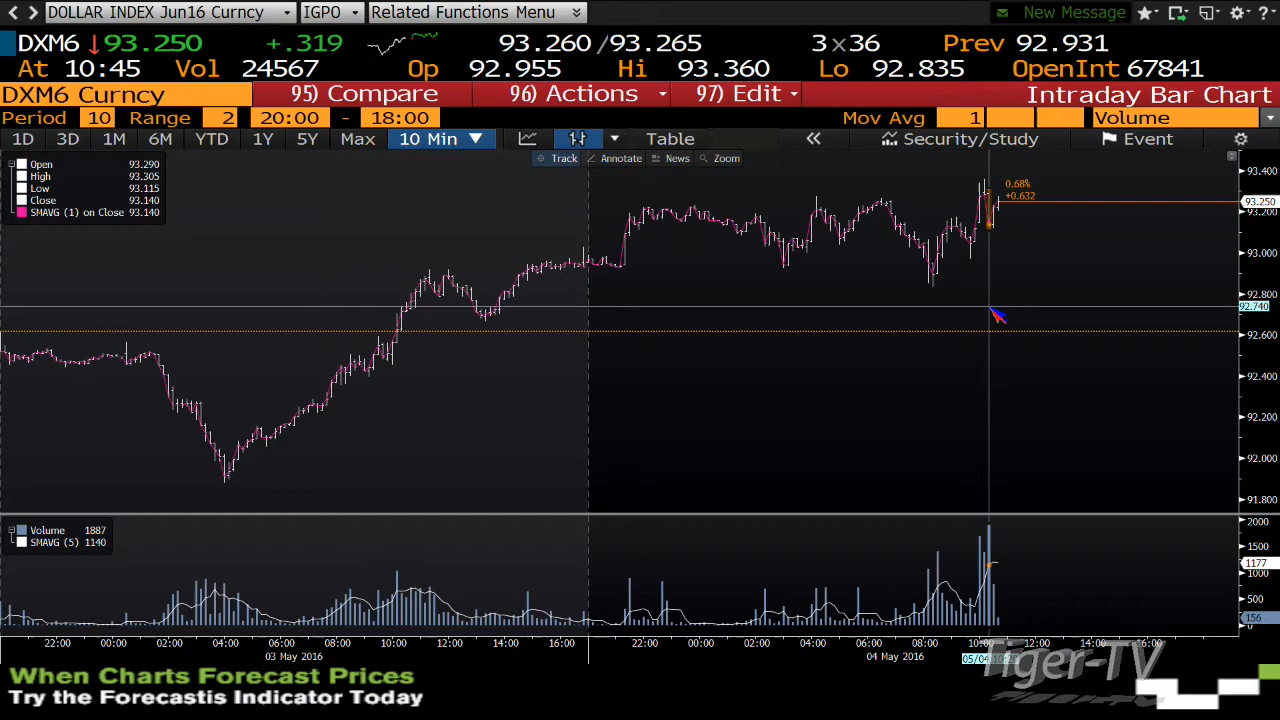 DOLLAR INDEX Jun16 Curncy IGPO Related Functions Menu New Message
DXM6 93.250 +.319 93.260/93.265 3x36 Prev 92.931
At 10:45 Vol 24567 Op 92.955 Hi 93.360 Lo 92.835 OpenInt 67841
DXM6 Curncy 95) Compare 96) Actions 97) Edit Intraday Bar Chart
Period 10 Range 2 20:00 - 18:00 Mov Avg 1 Volume
1D 3D 1M 6M YTD 1Y 5Y Max 10 Min Table Security/Study Event
Track Annotate News Zoom
Open 93.290
High 93.305
Low 93.115
Close 93.140
SMAVG (1) on Close 93.140
0.68%
+0.632
93.400
93.250
93.200
93.000
92.800
92.740
92.600
92.400
92.200
92.000
91.800
Volume 1887
SMAVG (5) 1140
2000
1500
1177
1000
500
156
0
22:00 00:00 02:00 04:00 06:00 08:00 10:00 12:00 14:00 16:00 20:00 22:00 00:00 02:00 04:00 06:00 08:00 10:00 12:00 14:00 16:00
03 May 2016 04 May 2016
Tiger-TV
When Charts Forecast Prices
Try the Forecastis Indicator Today